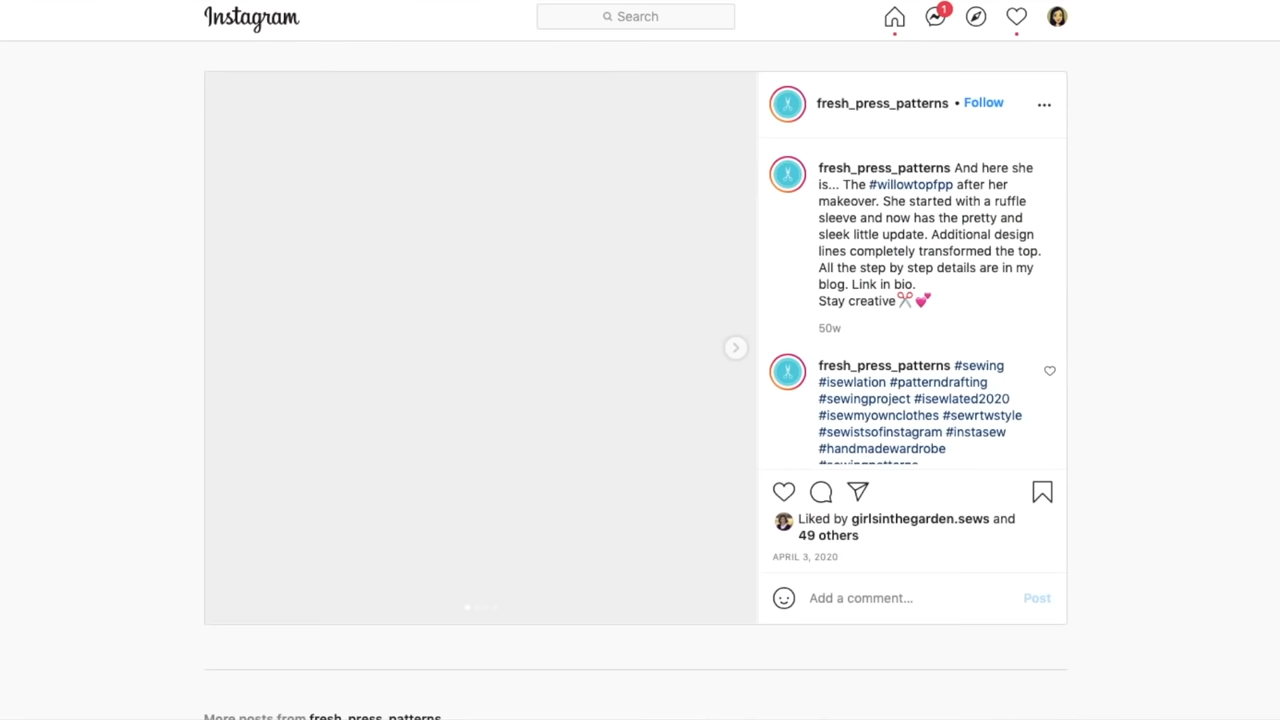 Instagram
Search
1
fresh_press_patterns • Follow
fresh_press_patterns And here she
is... The #willowtopfpp after her
makeover. She started with a ruffle
sleeve and now has the pretty and
sleek little update. Additional design
lines completely transformed the top.
All the step by step details are in my
blog. Link in bio.
Stay creative✂️💕
50w
fresh_press_patterns #sewing
#isewlation #patterndrafting
#sewingproject #isewlated2020
#isewmyownclothes #sewrtwstyle
#sewistsofinstagram #instasew
#handmadewardrobe
#sewingpatterns
Liked by girlsinthegarden.sews and
49 others
APRIL 3, 2020
Add a comment...
Post
More posts from fresh_press_patterns